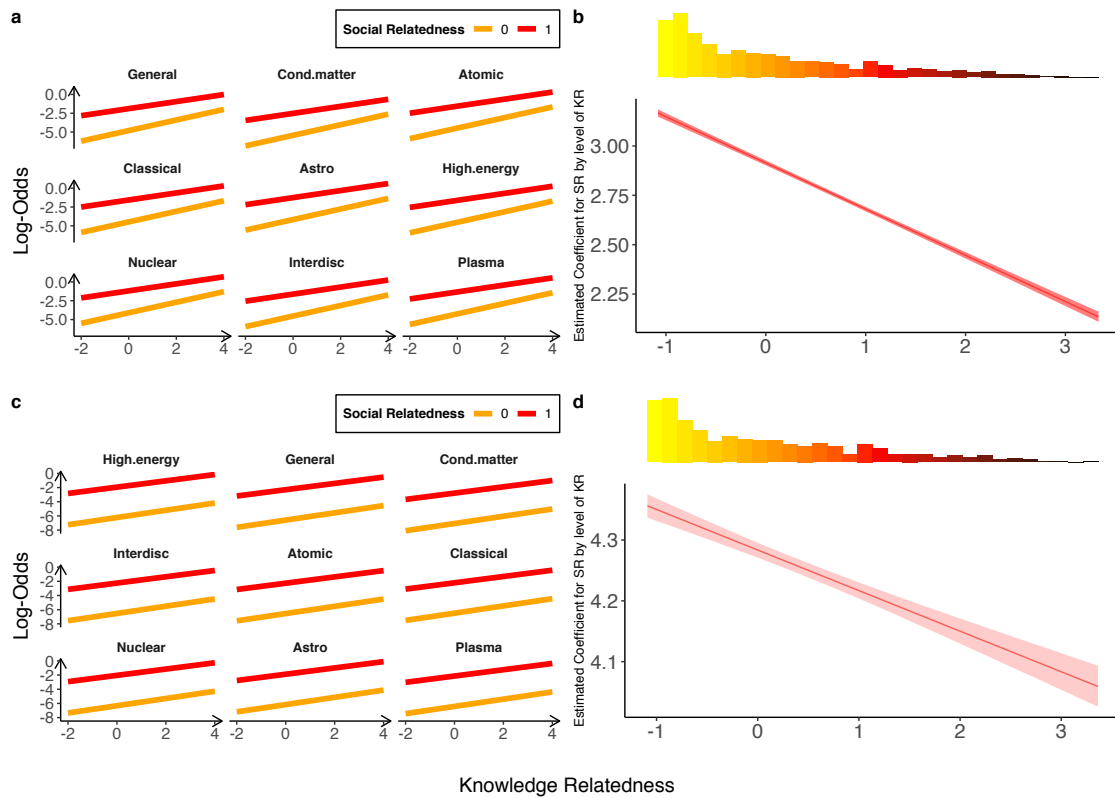 a
Social Relatedness 0 1
General Cond.matter Atomic
0.0
-2.5
-5.0
Classical Astro High.energy
0.0
-2.5
-5.0
Nuclear Interdisc Plasma
0.0
-2.5
-5.0
-2 0 2 4 -2 0 2 4 -2 0 2 4
Log-Odds
b
Estimated Coefficient for SR by level of KR
3.00
2.75
2.50
2.25
-1 0 1 2 3
c
Social Relatedness 0 1
High.energy General Cond.matter
0
-2
-4
-6
-8
Interdisc Atomic Classical
0
-2
-4
-6
-8
Nuclear Astro Plasma
0
-2
-4
-6
-8
-2 0 2 4 -2 0 2 4 -2 0 2 4
Log-Odds
d
Estimated Coefficient for SR by level of KR
4.3
4.2
4.1
-1 0 1 2 3
Knowledge Relatedness